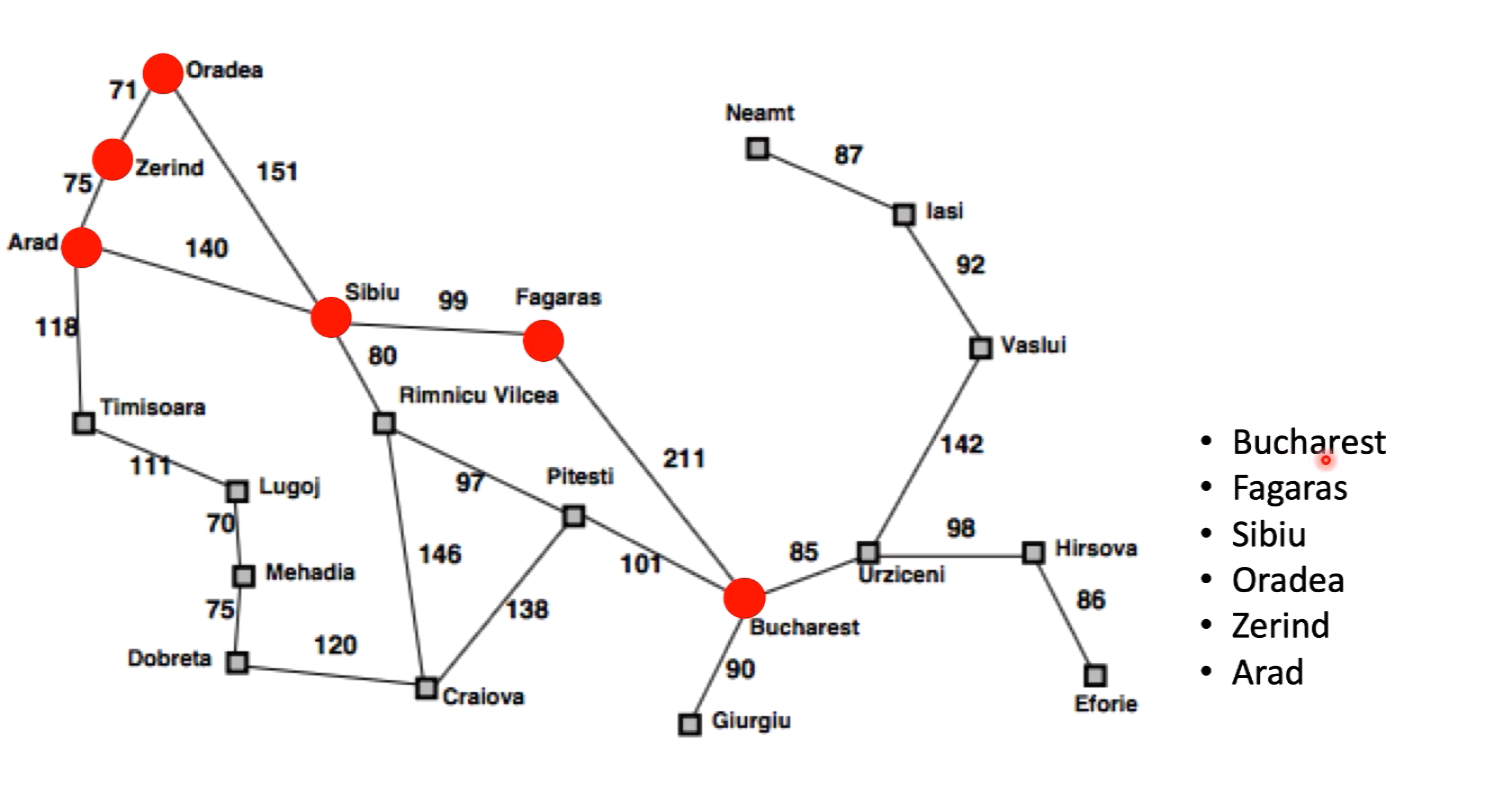 Oradea
71
Neamt
87
Zerind
151
75
Iasi
Arad
140
92
Sibiu
99
Fagaras
118
80
Vaslui
Rimnicu Vilcea
Timisoara
• Bucharest
142
211
111
97
Pitesti
Lugoj
• Fagaras
70
98
• Sibiu
146
101
85
Hirsova
Urziceni
Mehadia
• Oradea
75
138
86
Bucharest
• Zerind
120
Dobreta
90
• Arad
Craiova
Eforie
Giurgiu